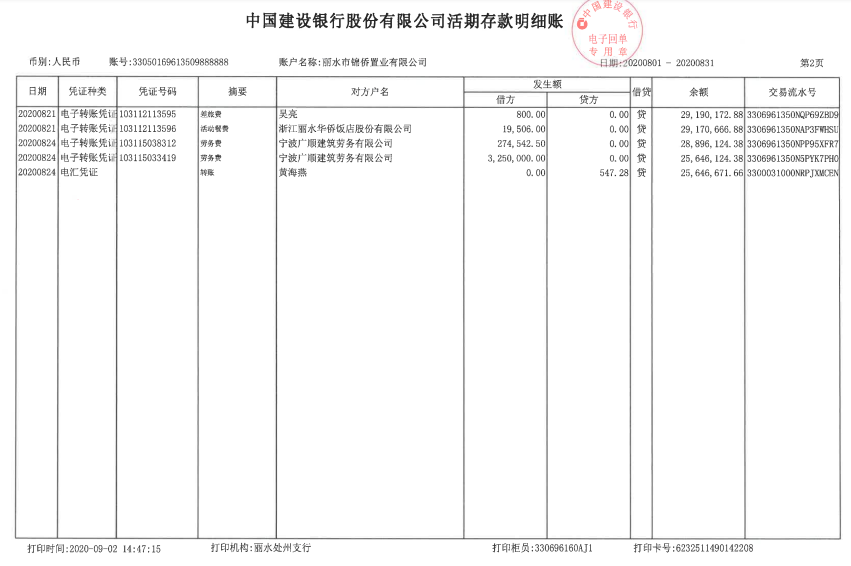 中国建设银行股份有限公司活期存款明细账
中国建设银行
电子回单
专用章
币别:人民币 账号:33050169613509888888 账户名称:丽水市锦侨置业有限公司 日期:20200801 - 20200831 第2页
日期 凭证种类 凭证号码 摘要 对方户名 发生额 借贷 余额 交易流水号
借方 贷方
20200821 电子转账凭证 103112113595 差旅费 吴亮 800.00 0.00 贷 29,190,172.88 3306961350NQP69ZBD9
20200821 电子转账凭证 103112113596 活动餐费 浙江丽水华侨饭店股份有限公司 19,506.00 0.00 贷 29,170,666.88 3306961350NAP3FWHSU
20200824 电子转账凭证 103115038312 劳务费 宁波广顺建筑劳务有限公司 274,542.50 0.00 贷 28,896,124.38 3306961350NPP95XFR7
20200824 电子转账凭证 103115033419 劳务费 宁波广顺建筑劳务有限公司 3,250,000.00 0.00 贷 25,646,124.38 3306961350N5PYK7PHO
20200824 电汇凭证 转账 黄海燕 0.00 547.28 贷 25,646,671.66 3300031000NRPJXMCEN
打印时间:2020-09-02 14:47:15 打印机构:丽水处州支行 打印柜员:330696160AJ1 打印卡号:6232511490142208